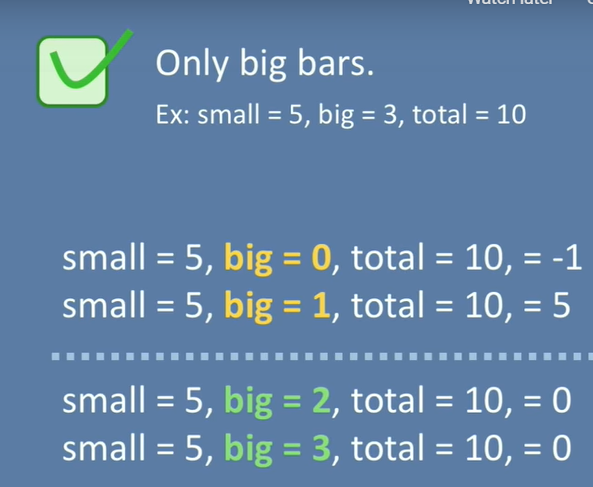 Only big bars.
Ex: small = 5, big = 3, total = 10
small = 5, big = 0, total = 10, = -1
small = 5, big = 1, total = 10, = 5
small = 5, big = 2, total = 10, = 0
small = 5, big = 3, total = 10, = 0